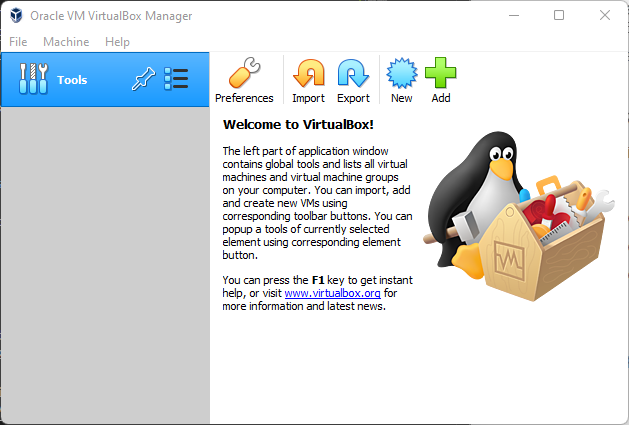 Oracle VM VirtualBox Manager
File Machine Help
Tools
Preferences Import Export New Add
Welcome to VirtualBox!
The left part of application window
contains global tools and lists all virtual
machines and virtual machine groups
on your computer. You can import, add
and create new VMs using
corresponding toolbar buttons. You can
popup a tools of currently selected
element using corresponding element
button.
You can press the F1 key to get instant
help, or visit www.virtualbox.org for
more information and latest news.